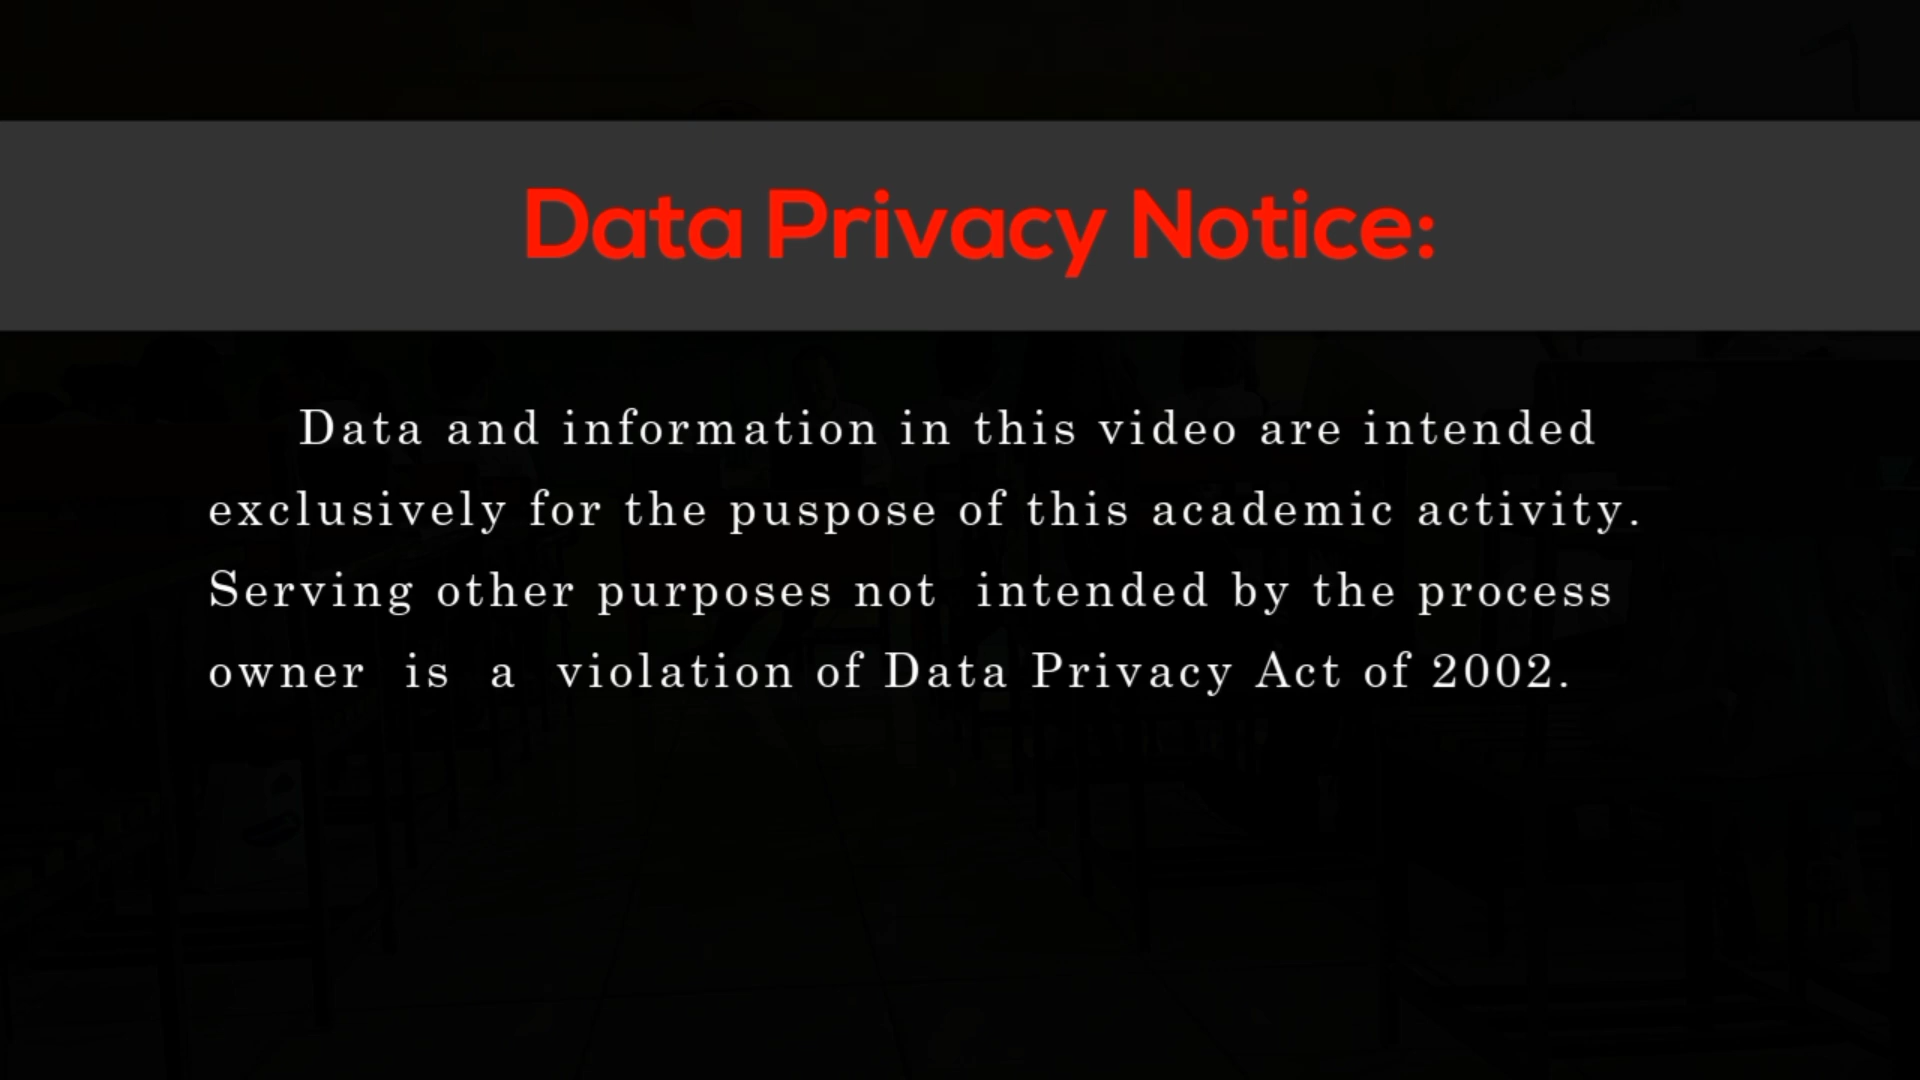 Data Privacy Notice:
Data and information in this video are intended
exclusively for the puspose of this academic activity.
Serving other purposes not intended by the process
owner is a violation of Data Privacy Act of 2002.